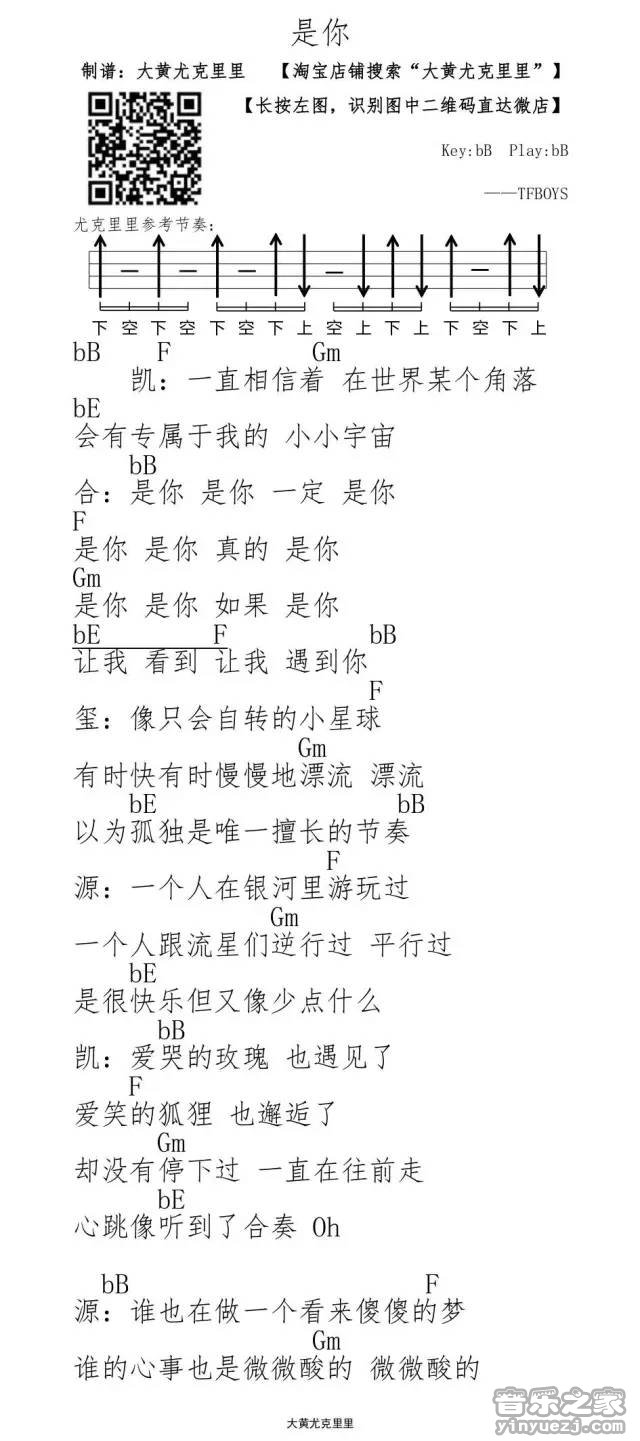 是你
制谱：大黄尤克里里 【淘宝店铺搜索“大黄尤克里里”】
【长按左图，识别图中二维码直达微店】
Key:bB Play:bB
——TFBOYS
尤克里里参考节奏：
下 空 下 空 下 空 下 上 空 上 下 上 下 空 下 上
bB F Gm
凯：一直相信着 在世界某个角落
bE
会有专属于我的 小小宇宙
bB
合：是你 是你 一定 是你
F
是你 是你 真的 是你
Gm
是你 是你 如果 是你
bE F bB
让我 看到 让我 遇到你
F
玺：像只会自转的小星球
Gm
有时快有时慢慢地漂流 漂流
bE bB
以为孤独是唯一擅长的节奏
F
源：一个人在银河里游玩过
Gm
一个人跟流星们逆行过 平行过
bE
是很快乐但又像少点什么
bB
凯：爱哭的玫瑰 也遇见了
F
爱笑的狐狸 也邂逅了
Gm
却没有停下过 一直在往前走
bE
心跳像听到了合奏 Oh
bB F
源：谁也在做一个看来傻傻的梦
Gm
谁的心事也是微微酸的 微微酸的
大黄尤克里里
音乐之家
yinyuezj.com